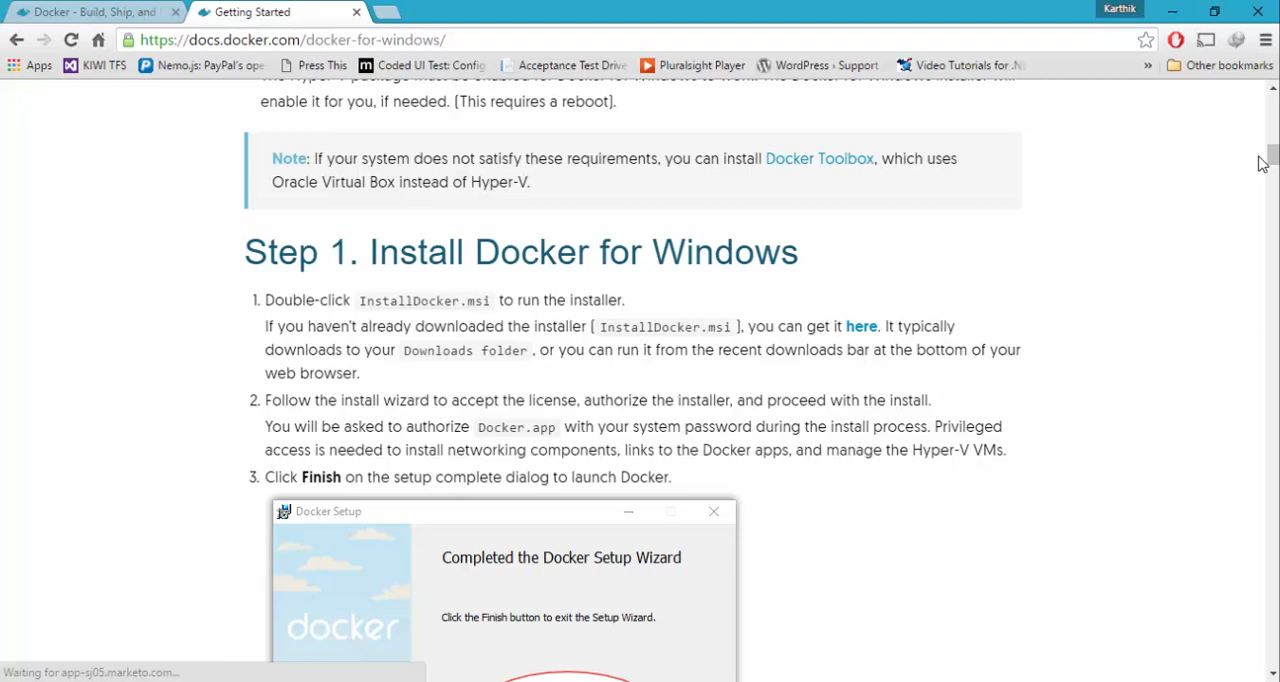 Docker - Build, Ship, and
Getting Started
Karthik
https://docs.docker.com/docker-for-windows/
Apps
KIWI TFS
Nemo.js: PayPal's ope
Press This
Coded UI Test: Config
Acceptance Test Drive
Pluralsight Player
WordPress › Support
Video Tutorials for .N
»
Other bookmarks
enable it for you, if needed. (This requires a reboot).
Note: If your system does not satisfy these requirements, you can install Docker Toolbox, which uses
Oracle Virtual Box instead of Hyper-V.
Step 1. Install Docker for Windows
1. Double-click InstallDocker.msi to run the installer.
If you haven't already downloaded the installer ( InstallDocker.msi ), you can get it here. It typically
downloads to your Downloads folder , or you can run it from the recent downloads bar at the bottom of your
web browser.
2. Follow the install wizard to accept the license, authorize the installer, and proceed with the install.
You will be asked to authorize Docker.app with your system password during the install process. Privileged
access is needed to install networking components, links to the Docker apps, and manage the Hyper-V VMs.
3. Click Finish on the setup complete dialog to launch Docker.
Docker Setup
Completed the Docker Setup Wizard
Click the Finish button to exit the Setup Wizard.
docker
Waiting for app-sj05.marketo.com...